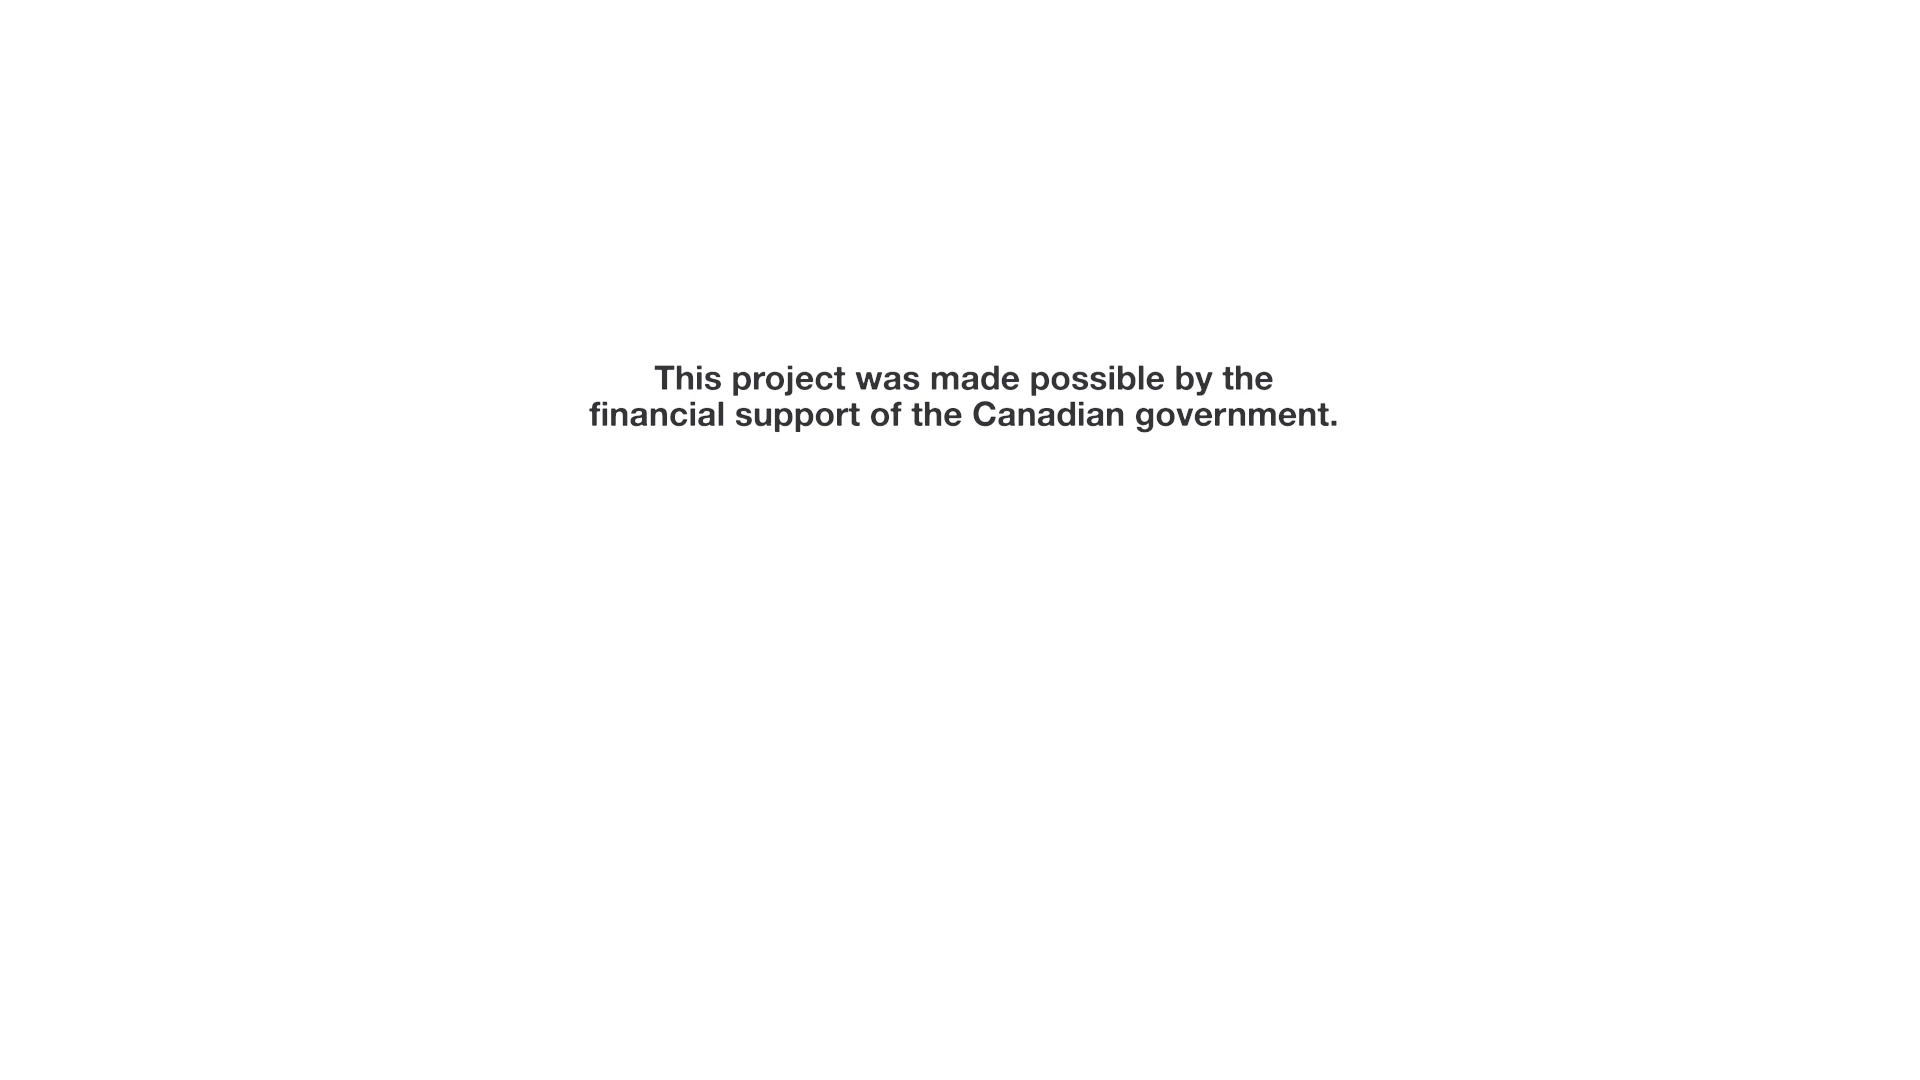 This project was made possible by the
financial support of the Canadian government.